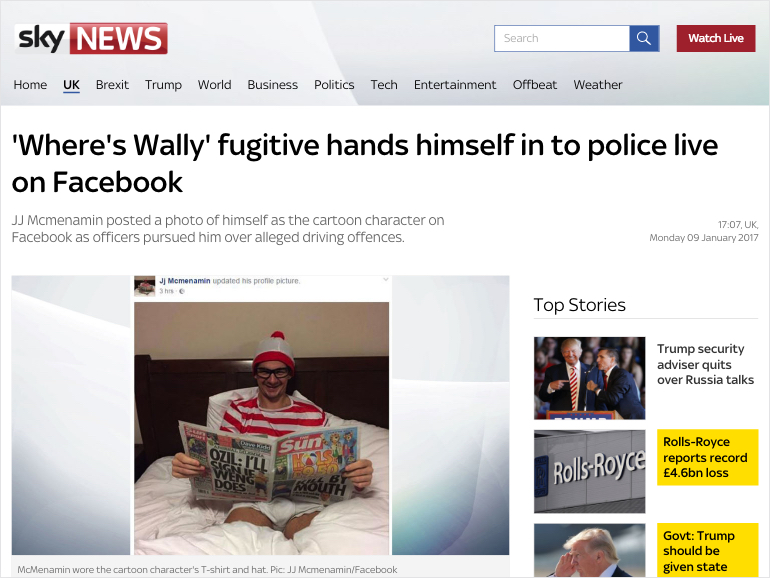 sky NEWS
Search
Watch Live
Home UK Brexit Trump World Business Politics Tech Entertainment Offbeat Weather
'Where's Wally' fugitive hands himself in to police live
on Facebook
JJ Mcmenamin posted a photo of himself as the cartoon character on
Facebook as officers pursued him over alleged driving offences.
17:07, UK,
Monday 09 January 2017
Jj Mcmenamin updated his profile picture.
3 hrs
OZIL: I'LL
SIGN IF
WENG
DOES
Sun
HOLS
BY
MOUTH
McMenamin wore the cartoon character's T-shirt and hat. Pic: JJ Mcmenamin/Facebook
Top Stories
Trump security
adviser quits
over Russia talks
Rolls-Royce
Rolls-Royce
reports record
£4.6bn loss
Govt: Trump
should be
given state